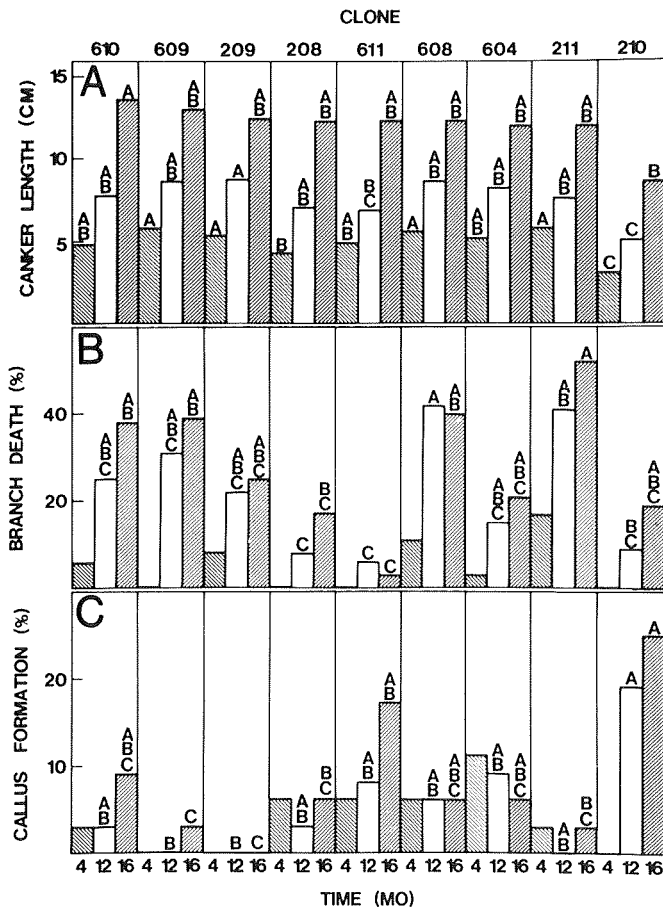 CLONE
610 609 209 208 611 608 604 211 210
A
CANKER LENGTH (CM)
15
10
5
A B A B A
A A B A B
A A A B
B A B A B
A B B C A B
A A B A B
A B A B A B
A A B A B
C C B
B
BRANCH DEATH (%)
40
20
A B C A B
A B C A B
A B C A B C
C B C
C C
A A B
A B C A B C
A B A
B C A B C
C
CALLUS FORMATION (%)
20
10
A B A B C
B C
B C
A B B C
A B A B
A B A B C
A B A B C
A B B C
A A
4 12 16 4 12 16 4 12 16 4 12 16 4 12 16 4 12 16 4 12 16 4 12 16 4 12 16
TIME (MO)